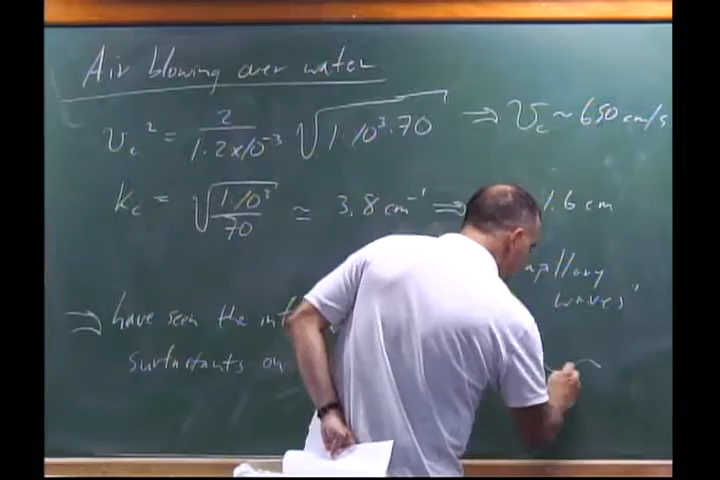 Air blowing over water
v_c² = 2 / 1.2×10⁻³ √(1·10³·70) ⇒ v_c ~ 650 cm/s
k_c = √(1·10³ / 70) ≃ 3.8 cm⁻¹ ⇒ 1.6 cm
apillary
waves"
⇒ have seen the
surfactants on